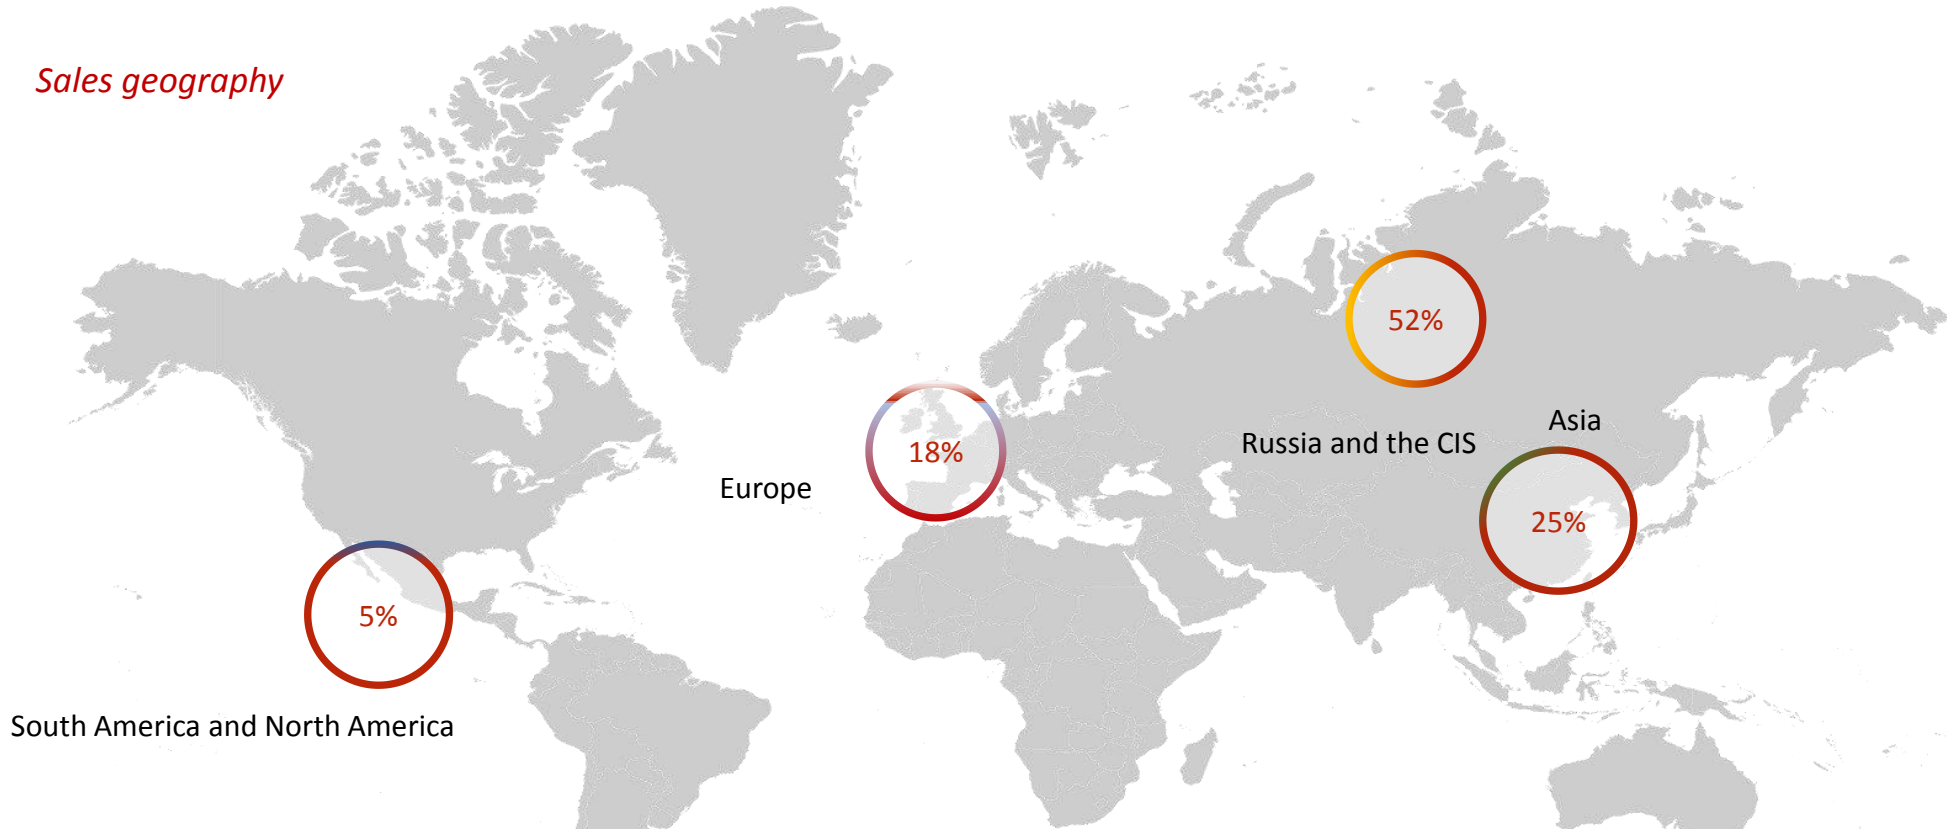 Sales geography
52%
Asia
Russia and the CIS
18%
Europe
25%
5%
South America and North America